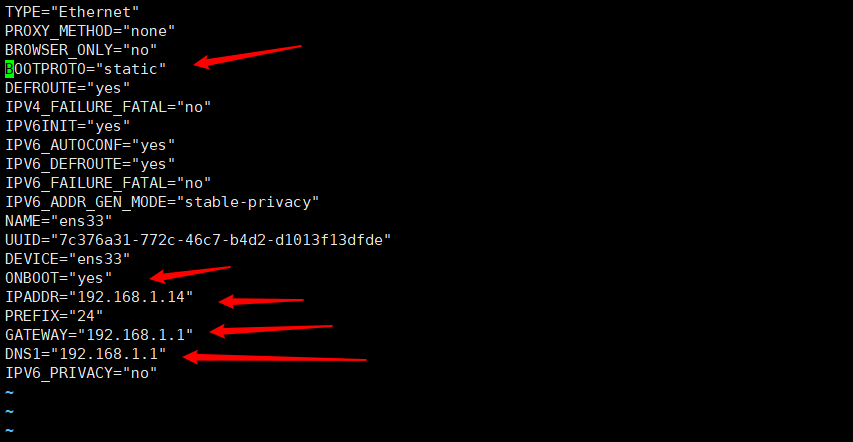 TYPE="Ethernet"
PROXY_METHOD="none"
BROWSER_ONLY="no"
BOOTPROTO="static"
DEFROUTE="yes"
IPV4_FAILURE_FATAL="no"
IPV6INIT="yes"
IPV6_AUTOCONF="yes"
IPV6_DEFROUTE="yes"
IPV6_FAILURE_FATAL="no"
IPV6_ADDR_GEN_MODE="stable-privacy"
NAME="ens33"
UUID="7c376a31-772c-46c7-b4d2-d1013f13dfde"
DEVICE="ens33"
ONBOOT="yes"
IPADDR="192.168.1.14"
PREFIX="24"
GATEWAY="192.168.1.1"
DNS1="192.168.1.1"
IPV6_PRIVACY="no"
~
~
~